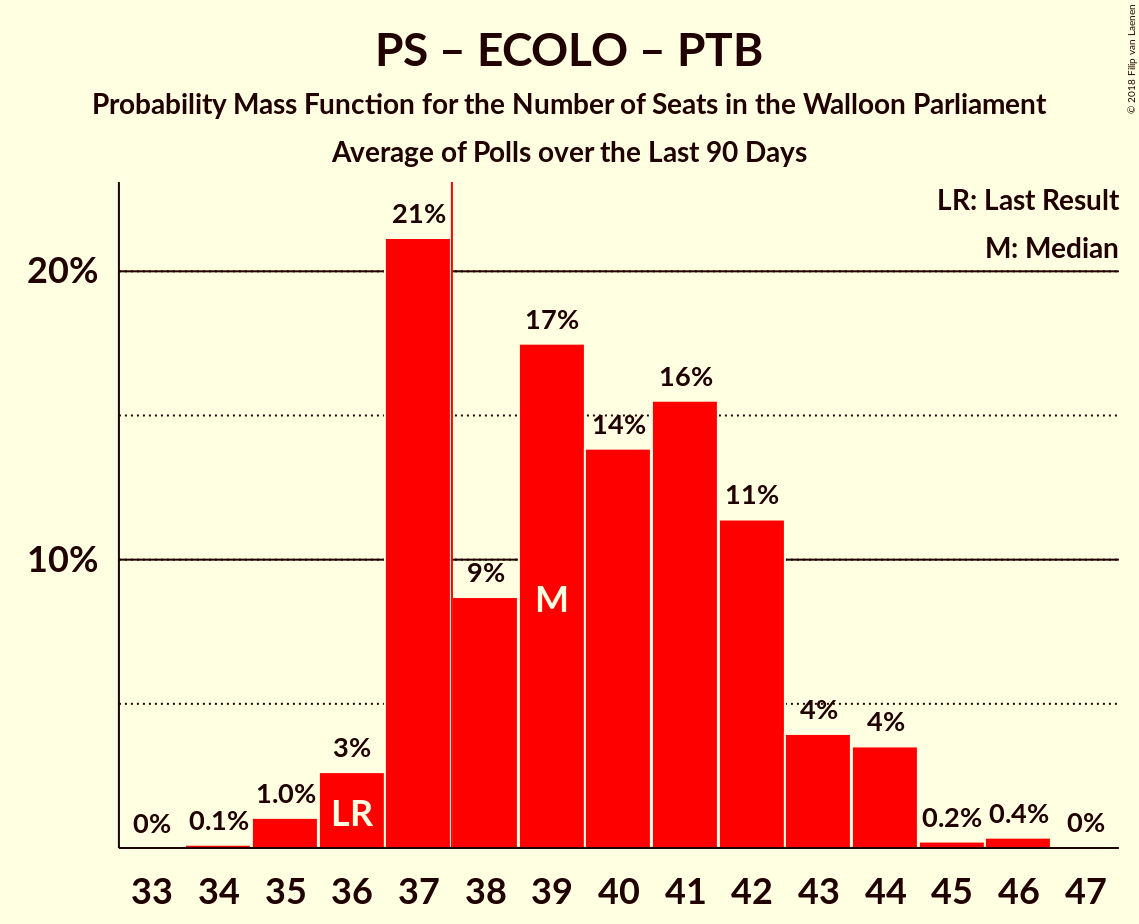 PS – ECOLO – PTB
Probability Mass Function for the Number of Seats in the Walloon Parliament
Average of Polls over the Last 90 Days
© 2018 Filip van Laenen
LR: Last Result
M: Median
20%
10%
0%
0.1%
1.0%
3%
21%
9%
17%
14%
16%
11%
4%
4%
0.2%
0.4%
0%
LR
M
33 34 35 36 37 38 39 40 41 42 43 44 45 46 47